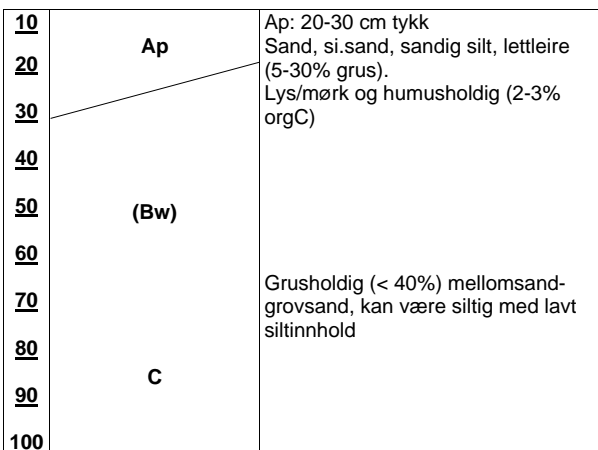 10
Ap
Ap: 20-30 cm tykk
Sand, si.sand, sandig silt, lettleire
20
(5-30% grus).
Lys/mørk og humusholdig (2-3%
30
orgC)
40
50
(Bw)
60
Grusholdig (< 40%) mellomsand-
70
grovsand, kan være siltig med lavt
siltinnhold
80
C
90
100